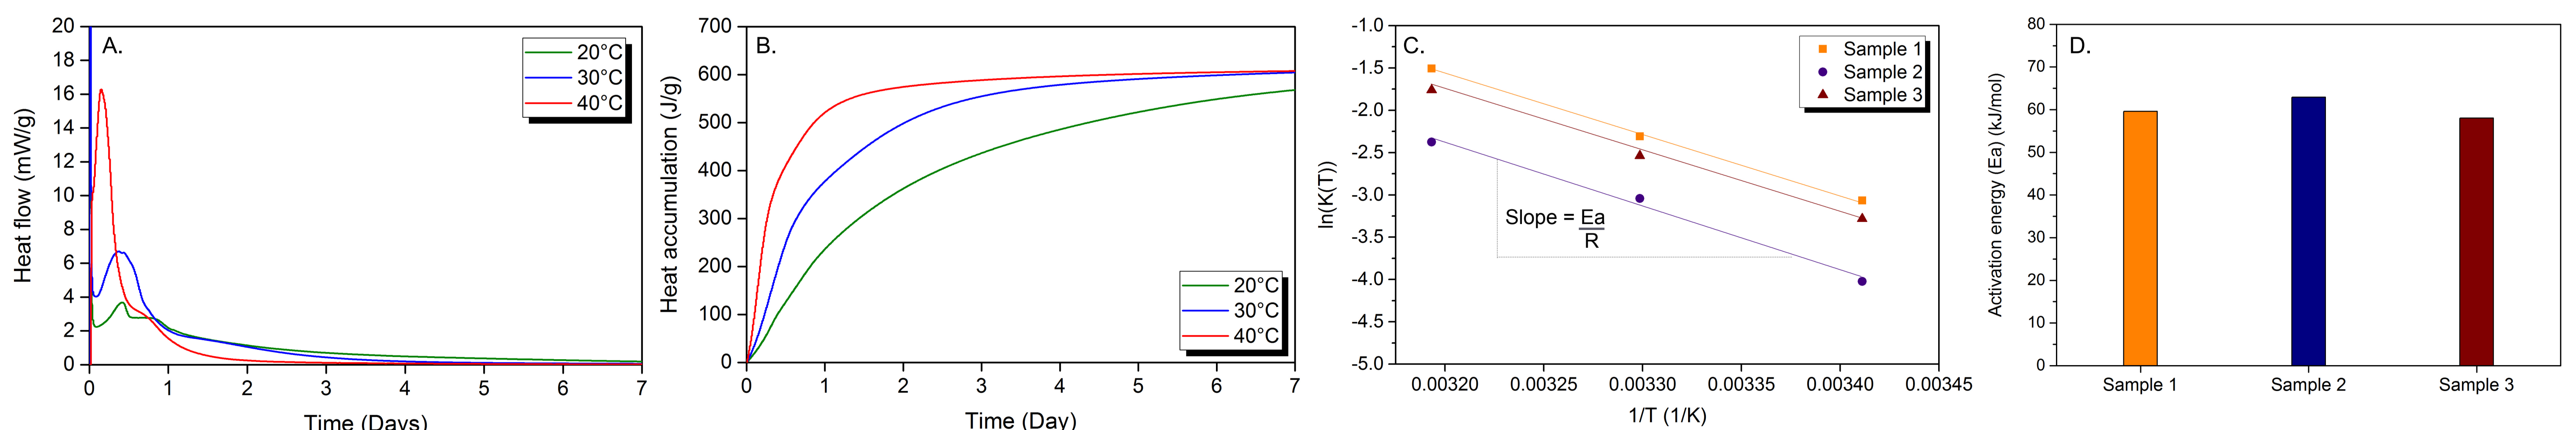 A.
Heat flow (mW/g)
20
18
16
14
12
10
8
6
4
2
0
0 1 2 3 4 5 6 7
Time (Days)
20°C
30°C
40°C
B.
Heat accumulation (J/g)
700
600
500
400
300
200
100
0
0 1 2 3 4 5 6 7
Time (Day)
20°C
30°C
40°C
C.
ln(K(T))
-1.0
-1.5
-2.0
-2.5
-3.0
-3.5
-4.0
-4.5
-5.0
0.00320 0.00325 0.00330 0.00335 0.00340 0.00345
1/T (1/K)
Sample 1
Sample 2
Sample 3
Slope = Ea
R
D.
Activation energy (Ea) (kJ/mol)
80
70
60
50
40
30
20
10
0
Sample 1 Sample 2 Sample 3